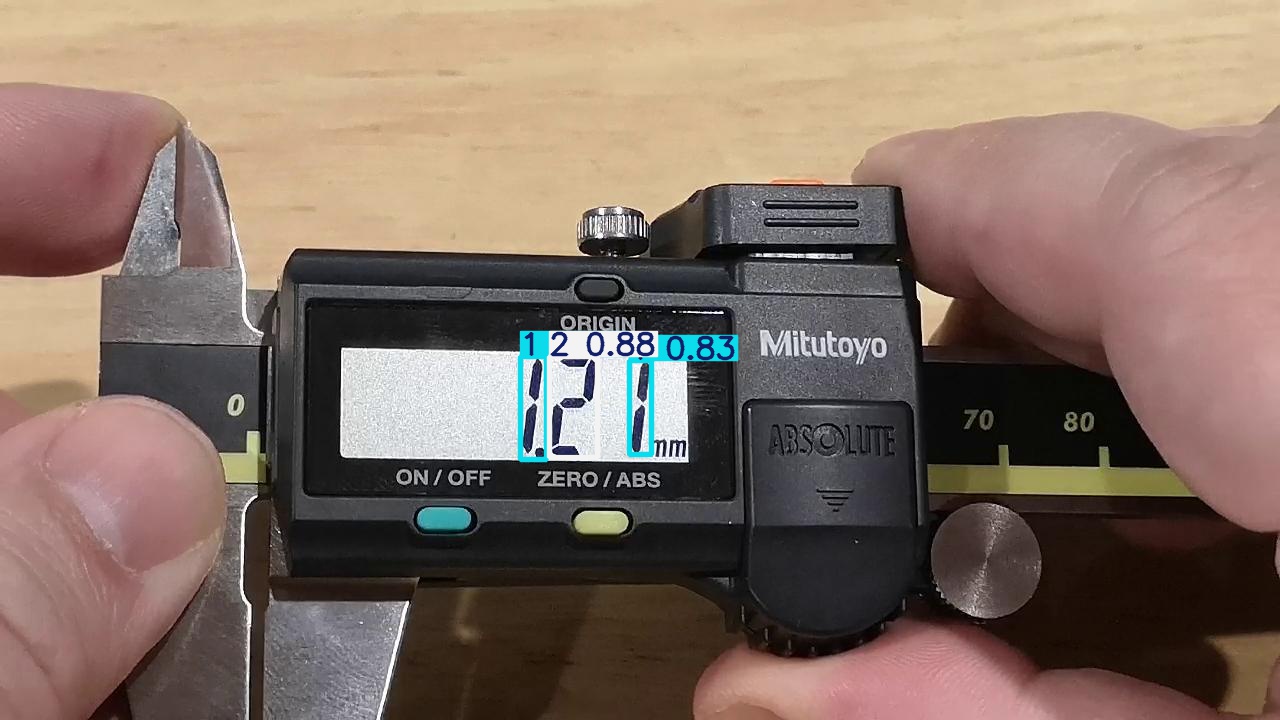 ORIGIN
1 2 0.88 0.83
Mitutoyo
1.21 mm
ABSOLUTE
0
70 80
ON / OFF ZERO / ABS